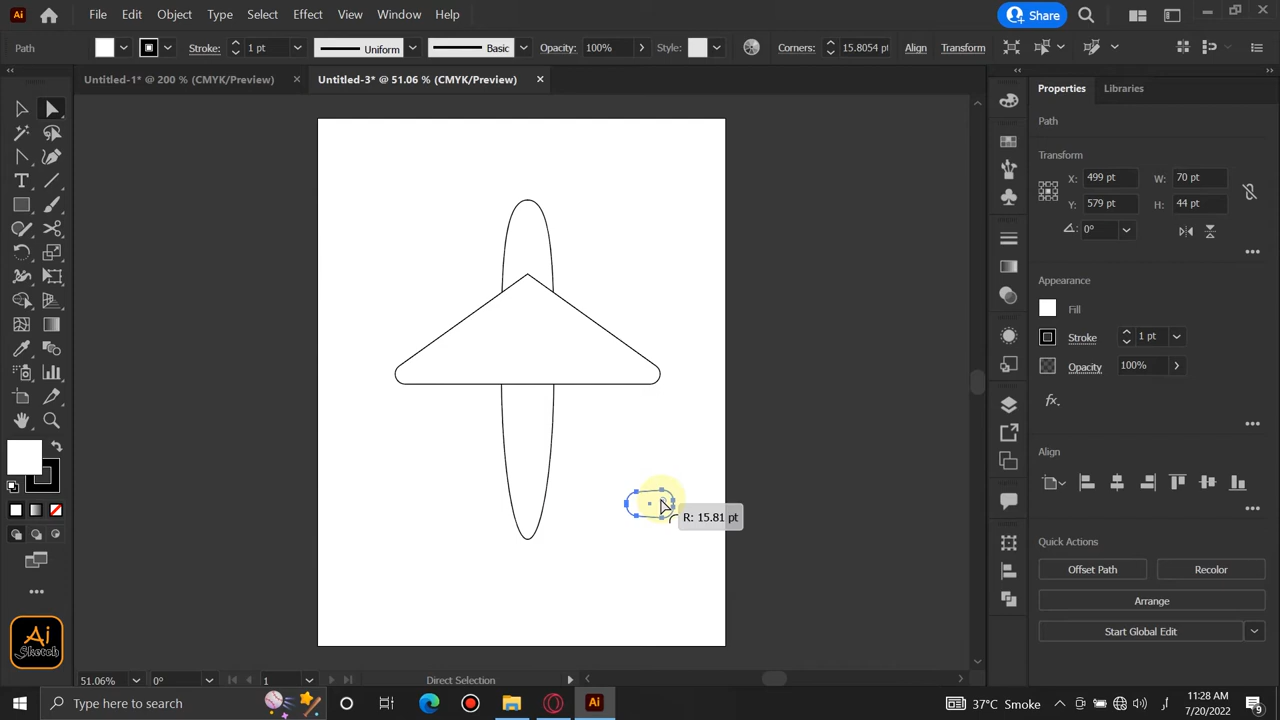 Ai File Edit Object Type Select Effect View Window Help Share
Path Stroke: 1 pt Uniform Basic Opacity: 100% Style: Corners: 15.8054 pt Align Transform
Untitled-1* @ 200 % (CMYK/Preview) Untitled-3* @ 51.06 % (CMYK/Preview)
Properties Libraries
Path
Transform
X: 499 pt W: 70 pt
Y: 579 pt H: 44 pt
0°
Appearance
Fill
Stroke 1 pt
Opacity 100%
fx.
Align
R: 15.81 pt
Quick Actions
Offset Path Recolor
Arrange
Start Global Edit
Ai
Sketch
51.06% 0° 1 Direct Selection
Type here to search Ai 37°C Smoke 11:28 AM
7/20/2022 9